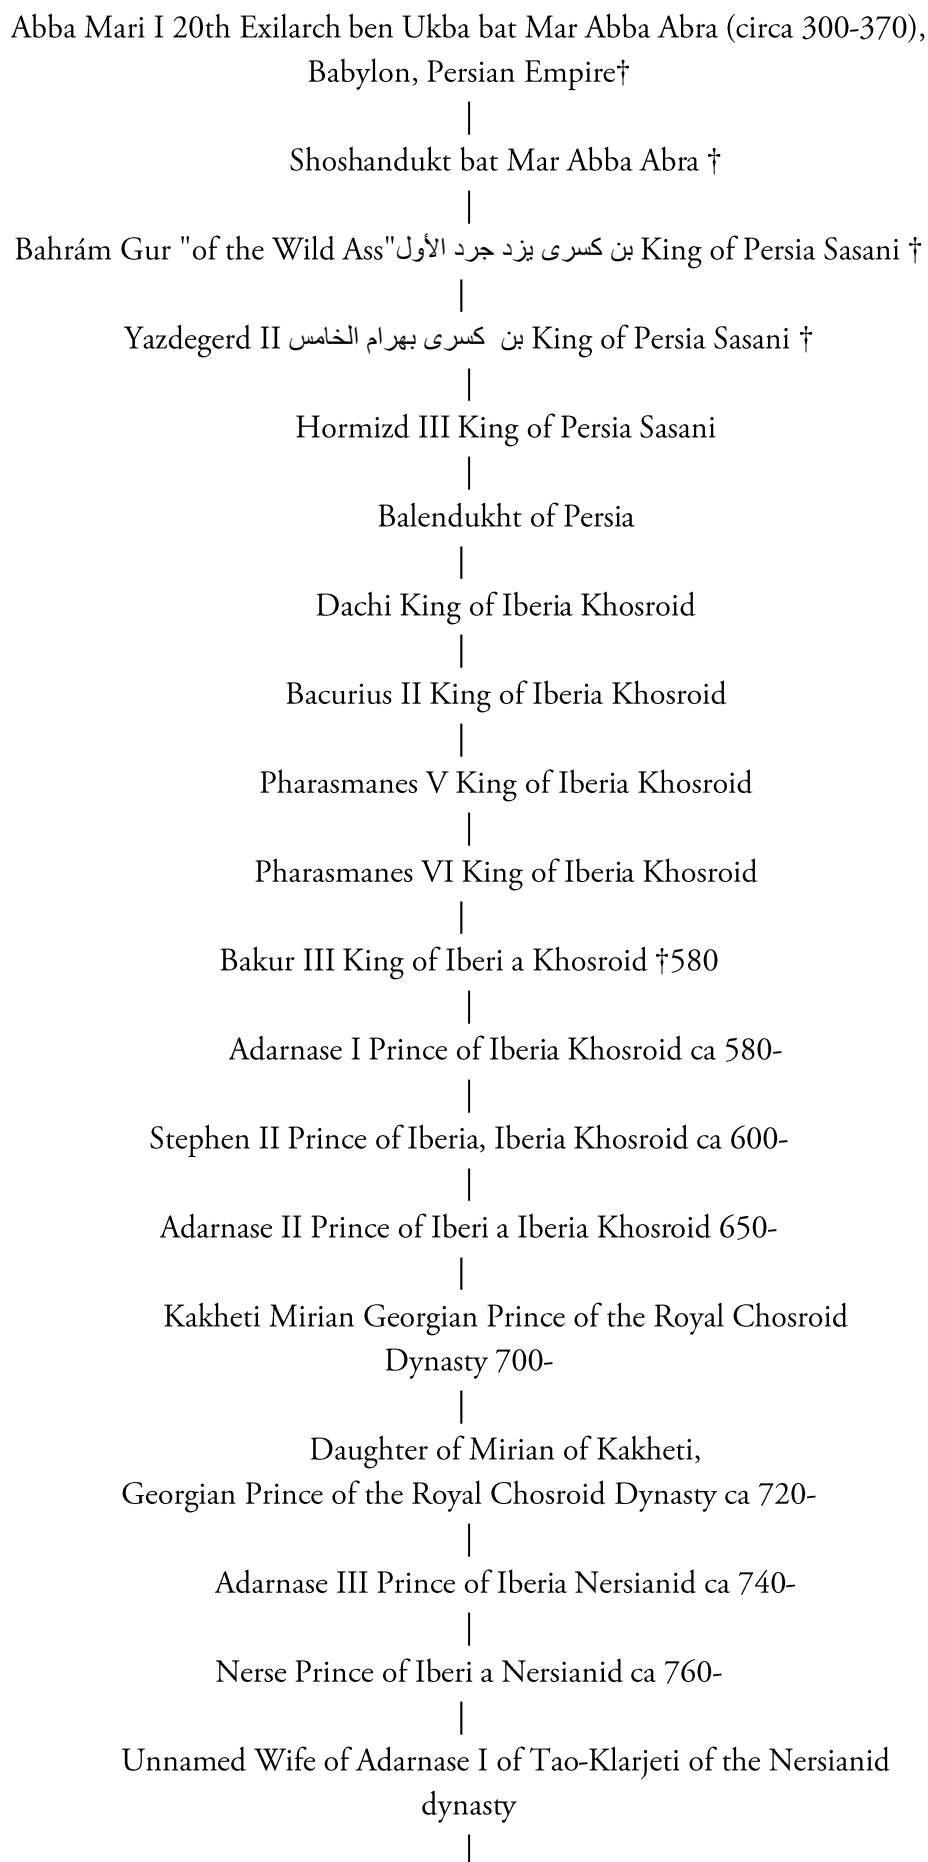 Abba Mari I 20th Exilarch ben Ukba bat Mar Abba Abra (circa 300-370),
Babylon, Persian Empire†
|
Shoshandukt bat Mar Abba Abra †
|
Bahrám Gur "of the Wild Ass"بن كسرى يزد جرد الأول King of Persia Sasani †
|
Yazdegerd II بن كسرى بهرام الخامس King of Persia Sasani †
|
Hormizd III King of Persia Sasani
|
Balendukht of Persia
|
Dachi King of Iberia Khosroid
|
Bacurius II King of Iberia Khosroid
|
Pharasmanes V King of Iberia Khosroid
|
Pharasmanes VI King of Iberia Khosroid
|
Bakur III King of Iberi a Khosroid †580
|
Adarnase I Prince of Iberia Khosroid ca 580-
|
Stephen II Prince of Iberia, Iberia Khosroid ca 600-
|
Adarnase II Prince of Iberi a Iberia Khosroid 650-
|
Kakheti Mirian Georgian Prince of the Royal Chosroid
Dynasty 700-
|
Daughter of Mirian of Kakheti,
Georgian Prince of the Royal Chosroid Dynasty ca 720-
|
Adarnase III Prince of Iberia Nersianid ca 740-
|
Nerse Prince of Iberi a Nersianid ca 760-
|
Unnamed Wife of Adarnase I of Tao-Klarjeti of the Nersianid
dynasty
|